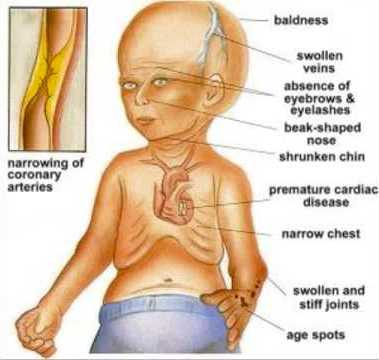 baldness
swollen
veins
absence of
eyebrows &
eyelashes
beak-shaped
nose
shrunken chin
narrowing of
coronary
arteries
premature cardiac
disease
narrow chest
swollen and
stiff joints
age spots